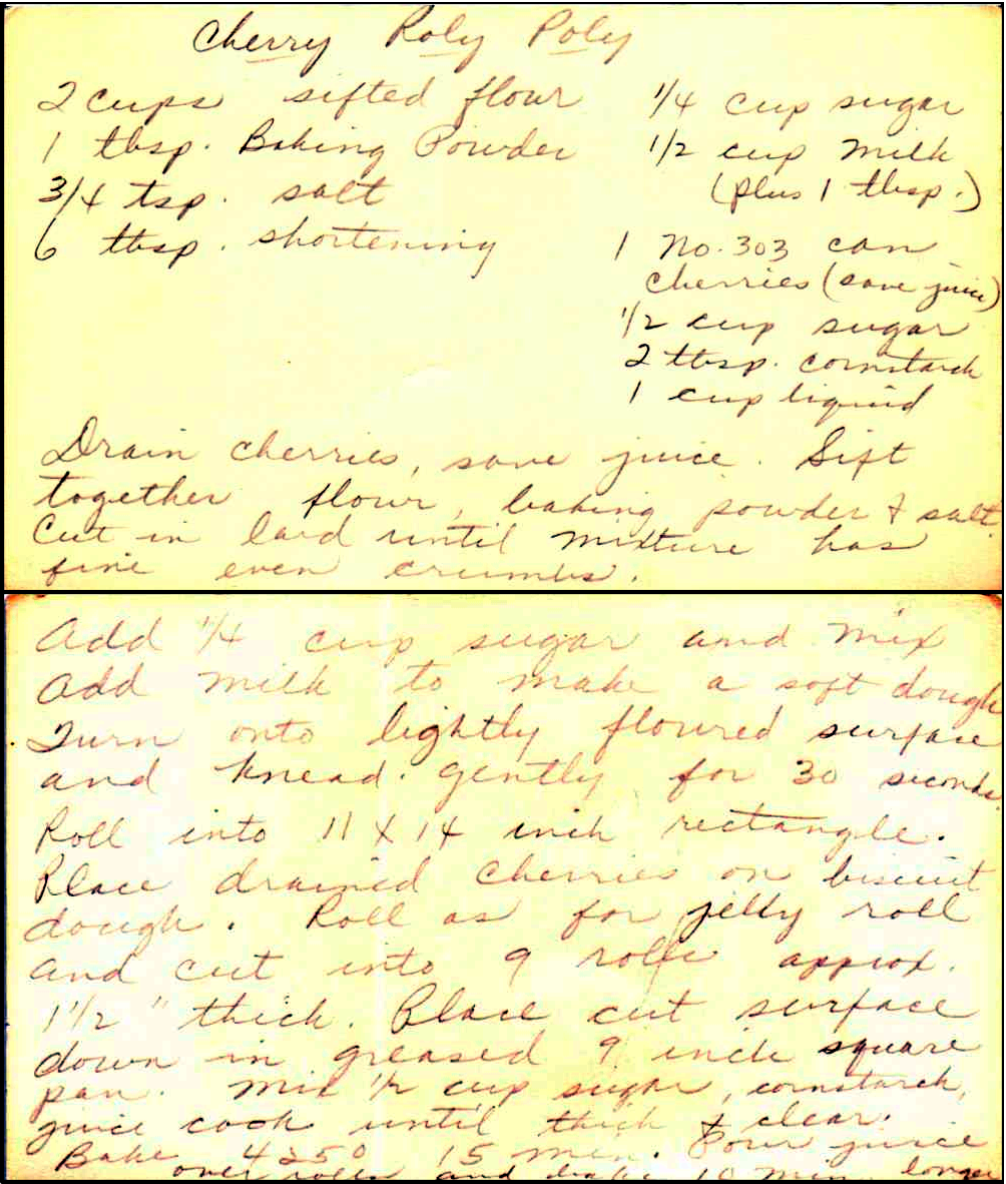 Cherry Roly Poly
2 cups sifted flour
1 tbsp. Baking Powder
3/4 tsp. salt
6 tbsp. shortening
1/4 cup sugar
1/2 cup milk
(plus 1 tbsp.)
1 No. 303 can
cherries (save juice)
1/2 cup sugar
2 tbsp. cornstarch
1 cup liquid
Drain cherries, save juice. Sift
together flour, baking powder & salt.
Cut in lard until mixture has
fine even crumbs.
Add 1/4 cup sugar and mix
Add milk to make a soft dough
Turn onto lightly floured surface
and knead gently for 30 seconds
Roll into 11 X 14 inch rectangle.
Place drained cherries on biscuit
dough. Roll as for jelly roll
and cut into 9 rolls approx.
1 1/2" thick. Place cut surface
down in greased 9 inch square
pan. Mix 1/2 cup sugar, cornstarch,
juice cook until thick & clear.
Bake 425° 15 min. Pour juice
over rolls and bake 10 min. longer